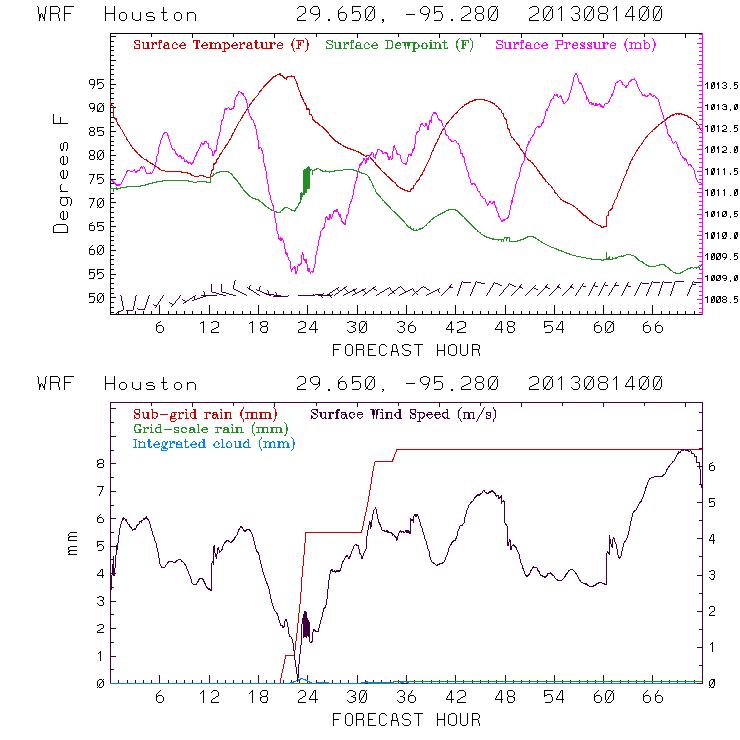 WRF Houston 29.650, -95.280 2013081400
Surface Temperature (F) Surface Dewpoint (F) Surface Pressure (mb)
95 1013.5
90 1013.0
85 1012.5
80 1012.0
75 1011.5
70 1011.0
65 1010.5
60 1010.0
55 1009.5
50 1009.0
1008.5
Degrees F
6 12 18 24 30 36 42 48 54 60 66
FORECAST HOUR
WRF Houston 29.650, -95.280 2013081400
Sub-grid rain (mm) Surface Wind Speed (m/s)
Grid-scale rain (mm)
Integrated cloud (mm)
8 6
7 5
6 4
5 3
4 2
3 1
2 0
1
0
mm
6 12 18 24 30 36 42 48 54 60 66
FORECAST HOUR